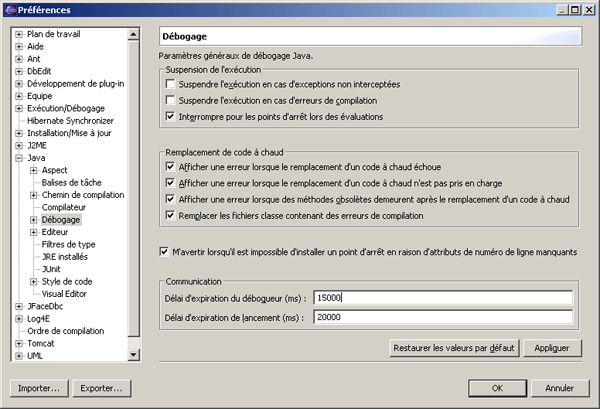 Préférences
Plan de travail
Aide
Ant
DbEdit
Développement de plug-in
Equipe
Exécution/Débogage
Hibernate Synchronizer
Installation/Mise à jour
J2ME
Java
Aspect
Balises de tâche
Chemin de compilation
Compilateur
Débogage
Editeur
Filtres de type
JRE installés
JUnit
Style de code
Visual Editor
JFaceDbc
Log4E
Ordre de compilation
Tomcat
UML
Débogage
Paramètres généraux de débogage Java.
Suspension de l'exécution
Suspendre l'exécution en cas d'exceptions non interceptées
Suspendre l'exécution en cas d'erreurs de compilation
Interrompre pour les points d'arrêt lors des évaluations
Remplacement de code à chaud
Afficher une erreur lorsque le remplacement d'un code à chaud échoue
Afficher une erreur lorsque le remplacement d'un code à chaud n'est pas pris en charge
Afficher une erreur lorsque des méthodes obsolètes demeurent après le remplacement d'un code à chaud
Remplacer les fichiers classe contenant des erreurs de compilation
M'avertir lorsqu'il est impossible d'installer un point d'arrêt en raison d'attributs de numéro de ligne manquants
Communication
Délai d'expiration du débogueur (ms) : 15000
Délai d'expiration de lancement (ms) : 20000
Restaurer les valeurs par défaut Appliquer
Importer... Exporter... OK Annuler